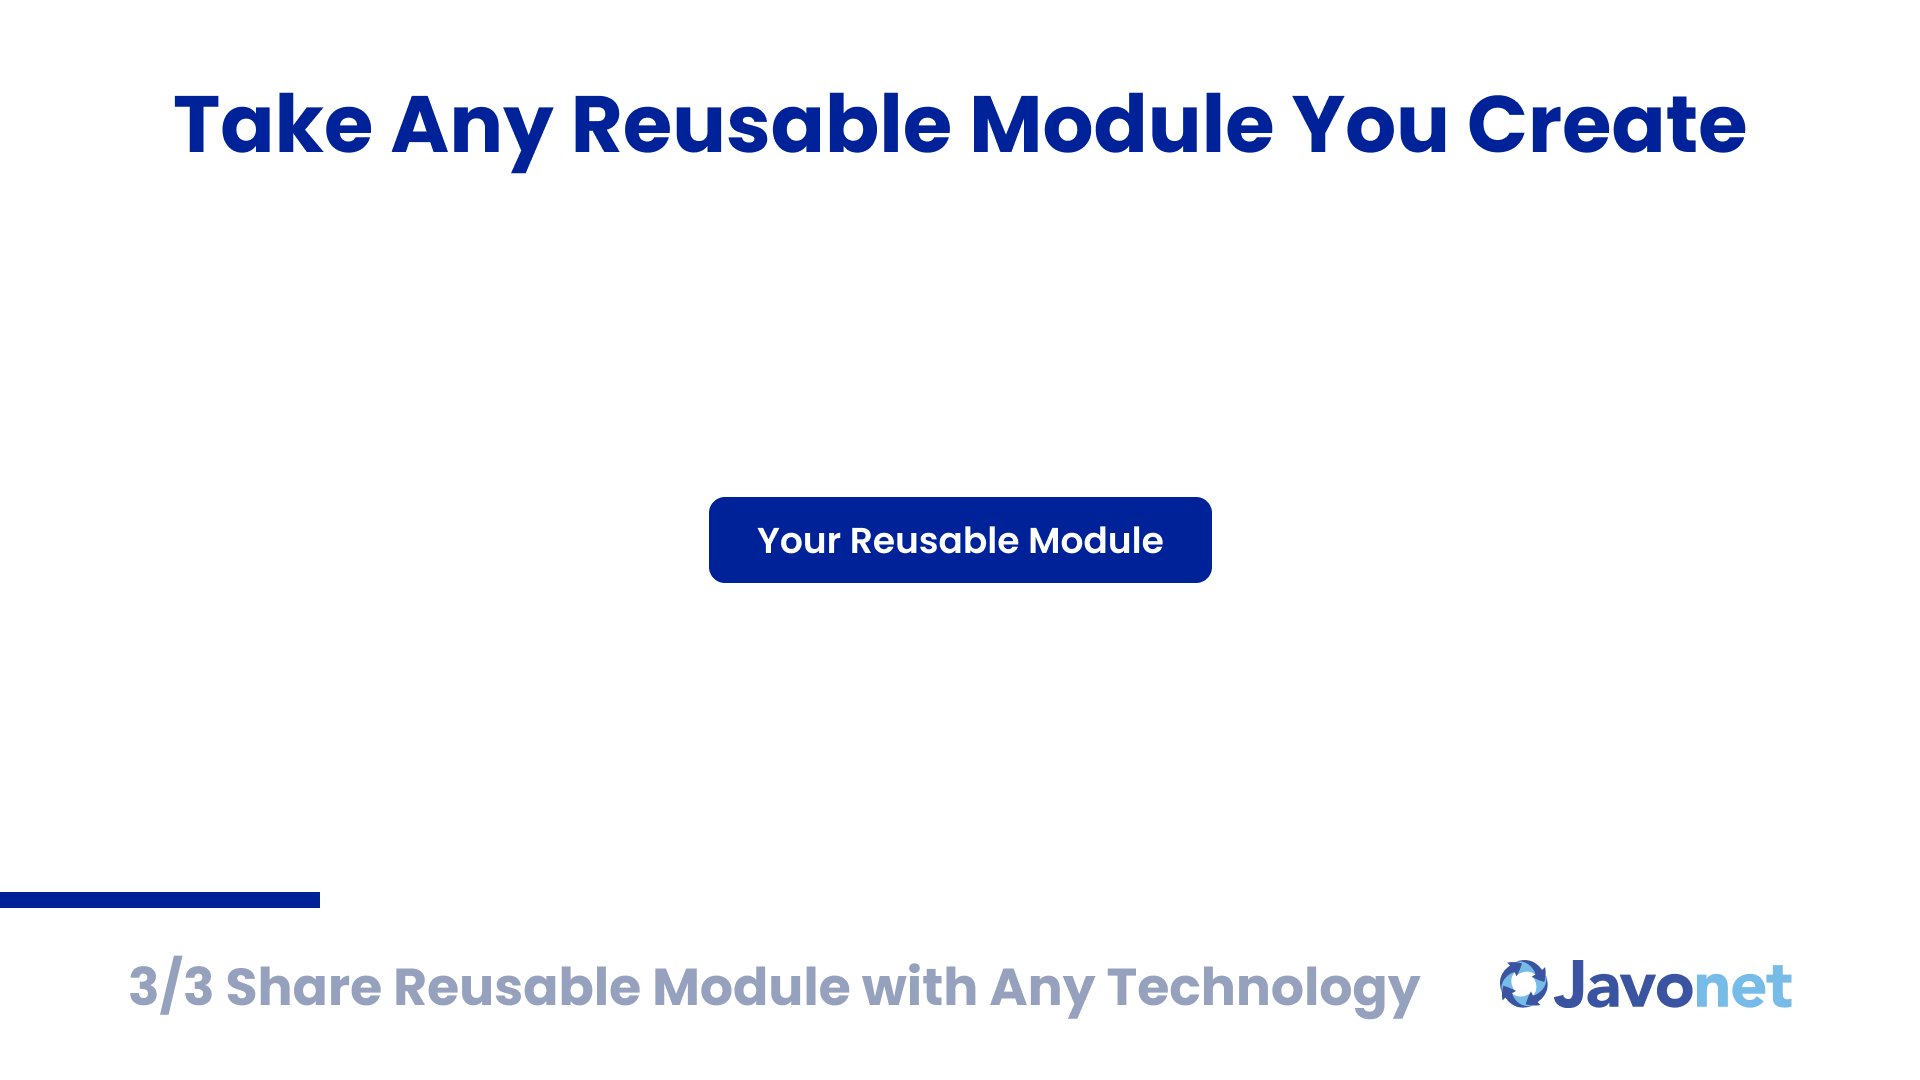 Take Any Reusable Module You Create
Your Reusable Module
3/3 Share Reusable Module with Any Technology
Javonet